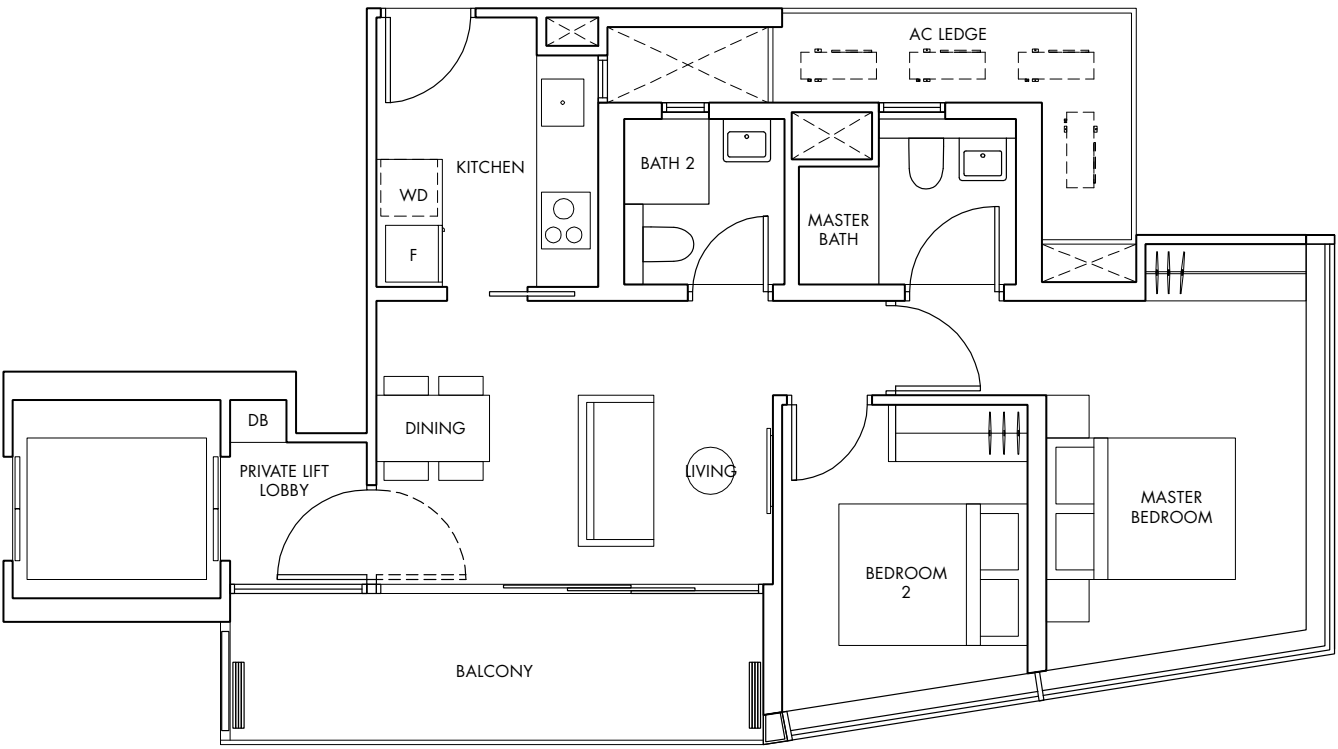 AC LEDGE
KITCHEN
BATH 2
WD
MASTER
BATH
F
DB
DINING
PRIVATE LIFT
LOBBY
LIVING
MASTER
BEDROOM
BEDROOM
2
BALCONY